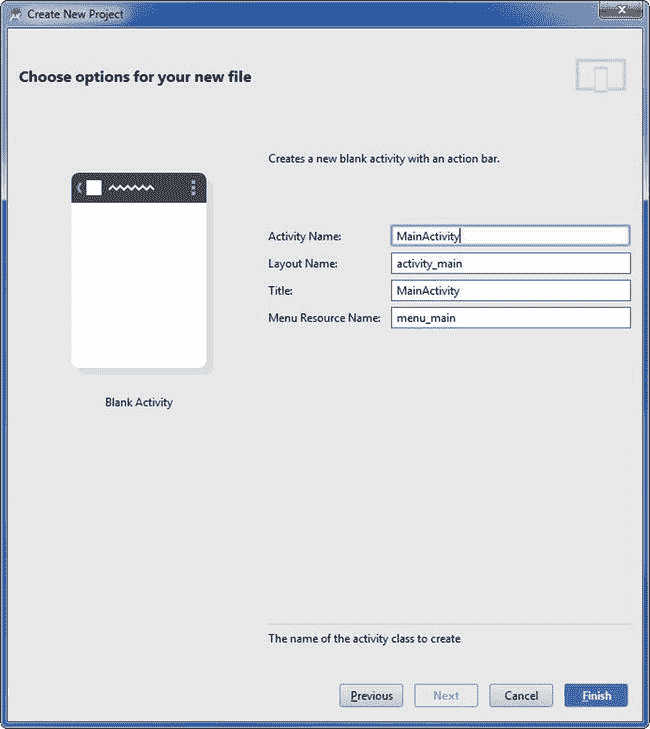 Create New Project
Choose options for your new file
Creates a new blank activity with an action bar.
Activity Name: MainActivity
Layout Name: activity_main
Title: MainActivity
Menu Resource Name: menu_main
Blank Activity
The name of the activity class to create
Previous Next Cancel Finish